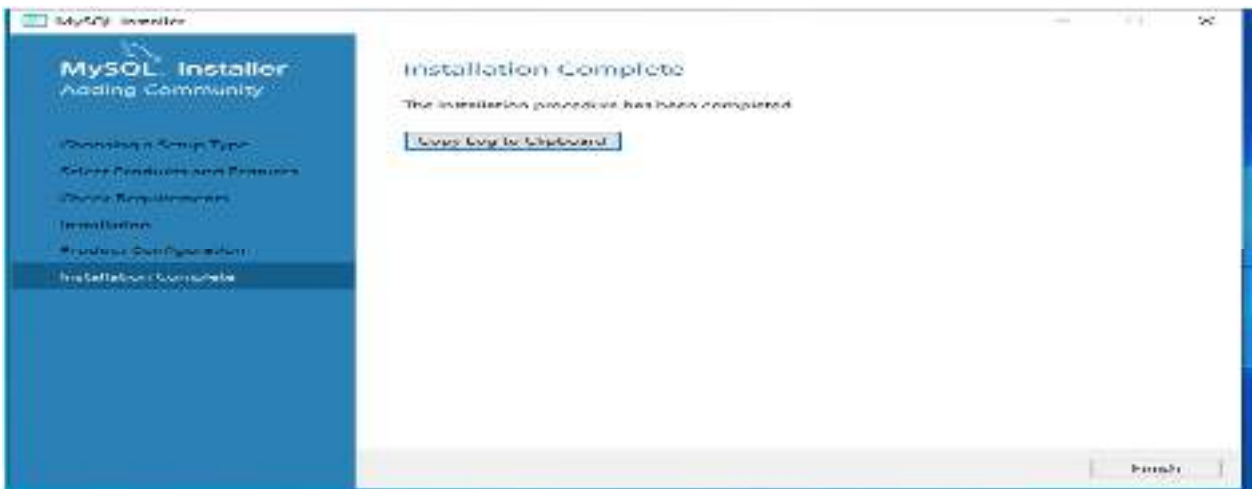 MySQL Installer
MySQL Installer
Adding Community
Choosing a Setup Type
Select Products and Features
Check Requirements
Installation
Product Configuration
Installation Complete
Installation Complete
The installation procedure has been completed.
Copy Log to Clipboard
Finish